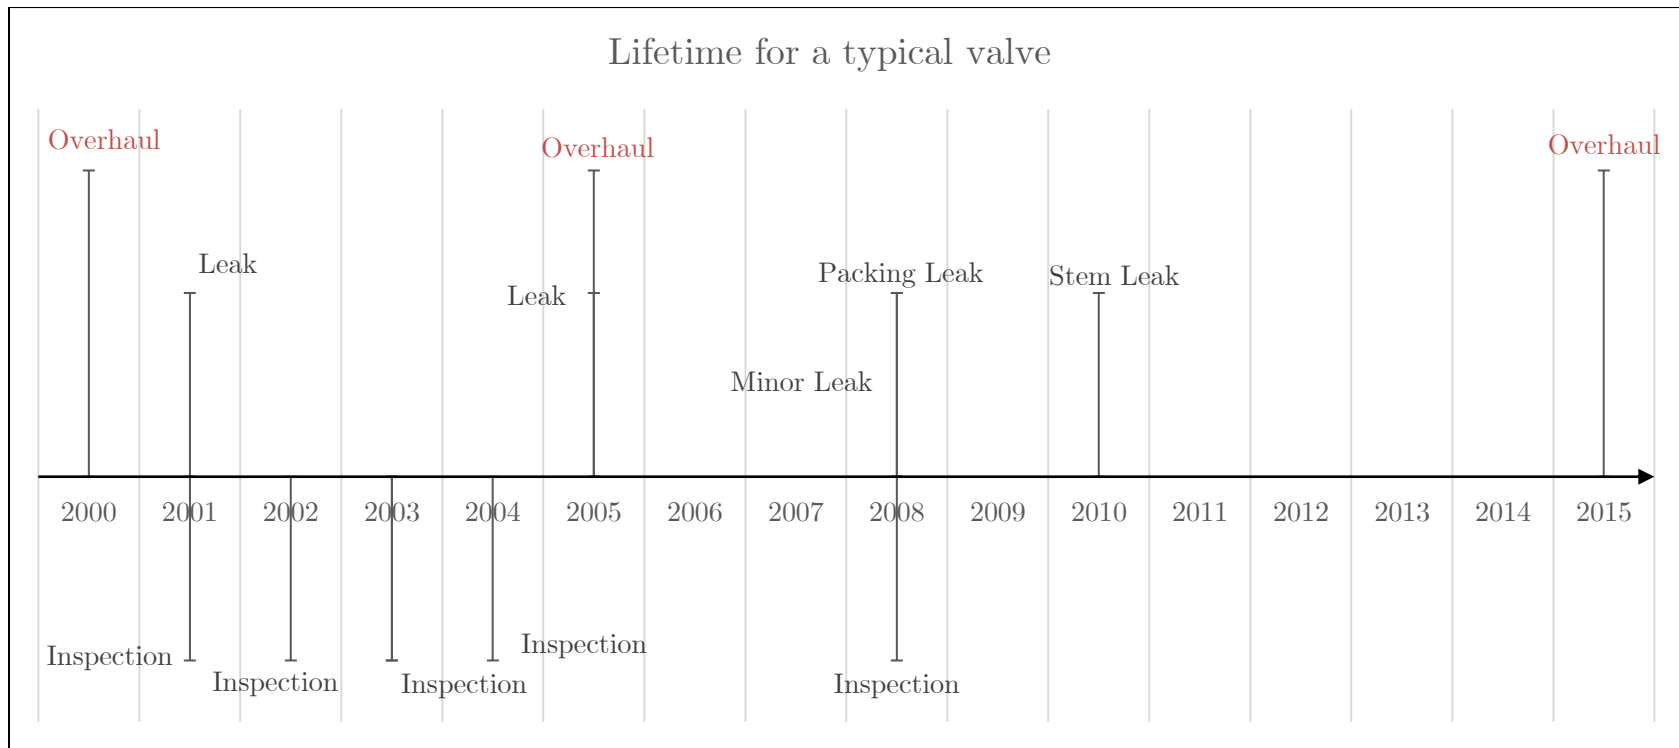 Lifetime for a typical valve
Overhaul
Overhaul
Overhaul
Leak
Leak
Packing Leak
Stem Leak
Minor Leak
2000 2001 2002 2003 2004 2005 2006 2007 2008 2009 2010 2011 2012 2013 2014 2015
Inspection
Inspection
Inspection
Inspection
Inspection